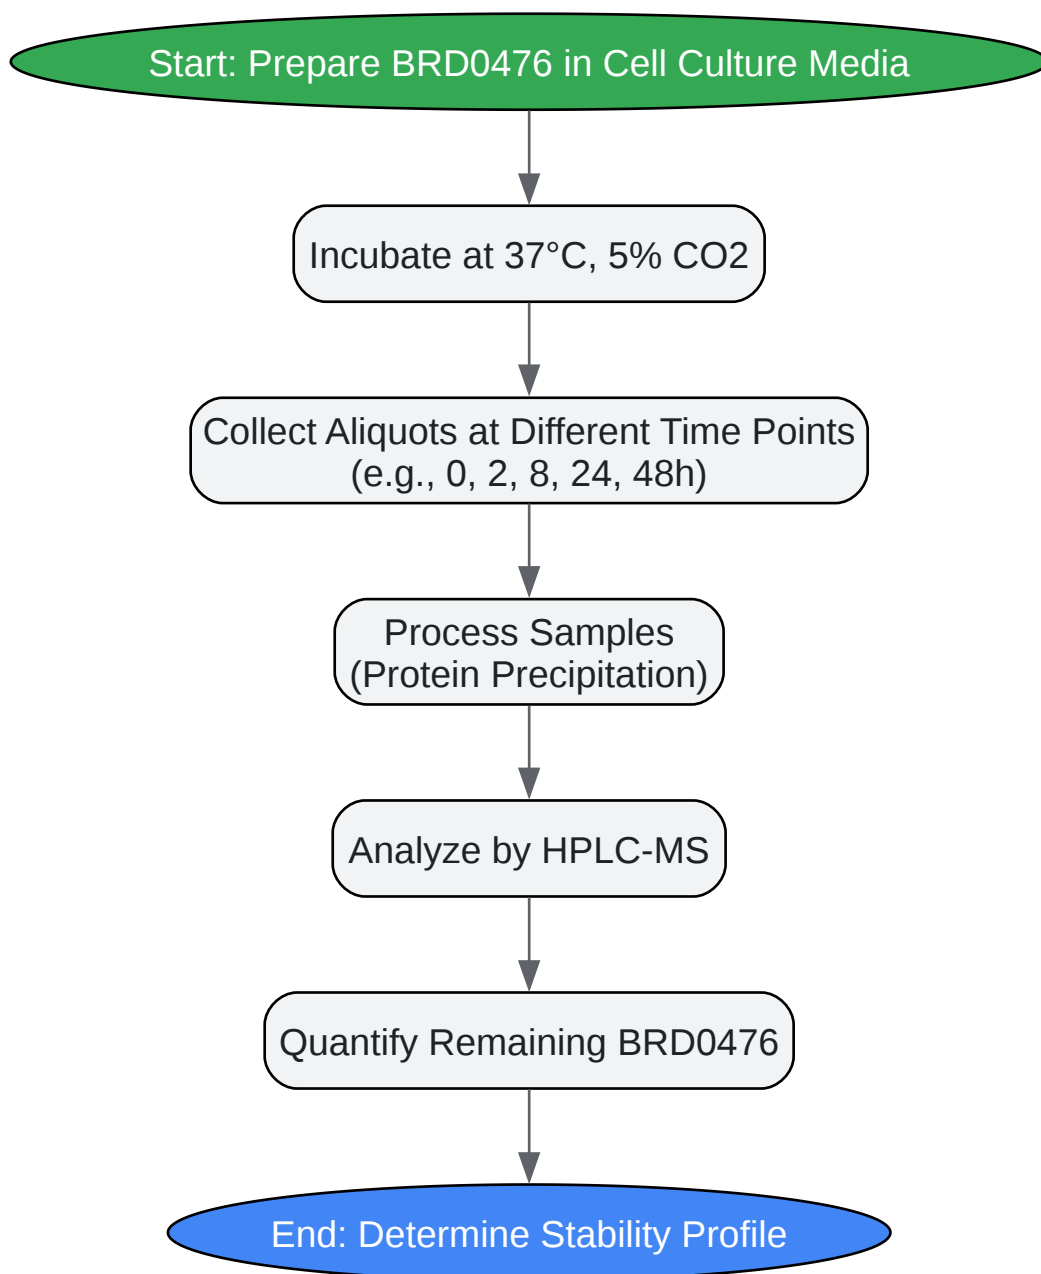 Start: Prepare BRD0476 in Cell Culture Media
Incubate at 37°C, 5% CO2
Collect Aliquots at Different Time Points
(e.g., 0, 2, 8, 24, 48h)
Process Samples
(Protein Precipitation)
Analyze by HPLC-MS
Quantify Remaining BRD0476
End: Determine Stability Profile